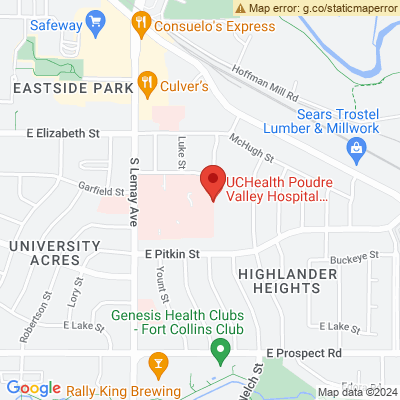 Map error: g.co/staticmaperror
Safeway
Consuelo's Express
Hoffman Mill Rd
EASTSIDE PARK
Culver's
Sears Trostel
Lumber & Millwork
E Elizabeth St
McHugh St
Luke St
S Lemay Ave
Garfield St
UCHealth Poudre
Valley Hospital...
UNIVERSITY
ACRES
E Pitkin St
Buckeye St
HIGHLANDER
HEIGHTS
Yount St
Lory St
Robertson St
E Lake St
E Lake St
Genesis Health Clubs
- Fort Collins Club
E Prospect Rd
Welch St
Rally King Brewing
Google
Map data ©2024